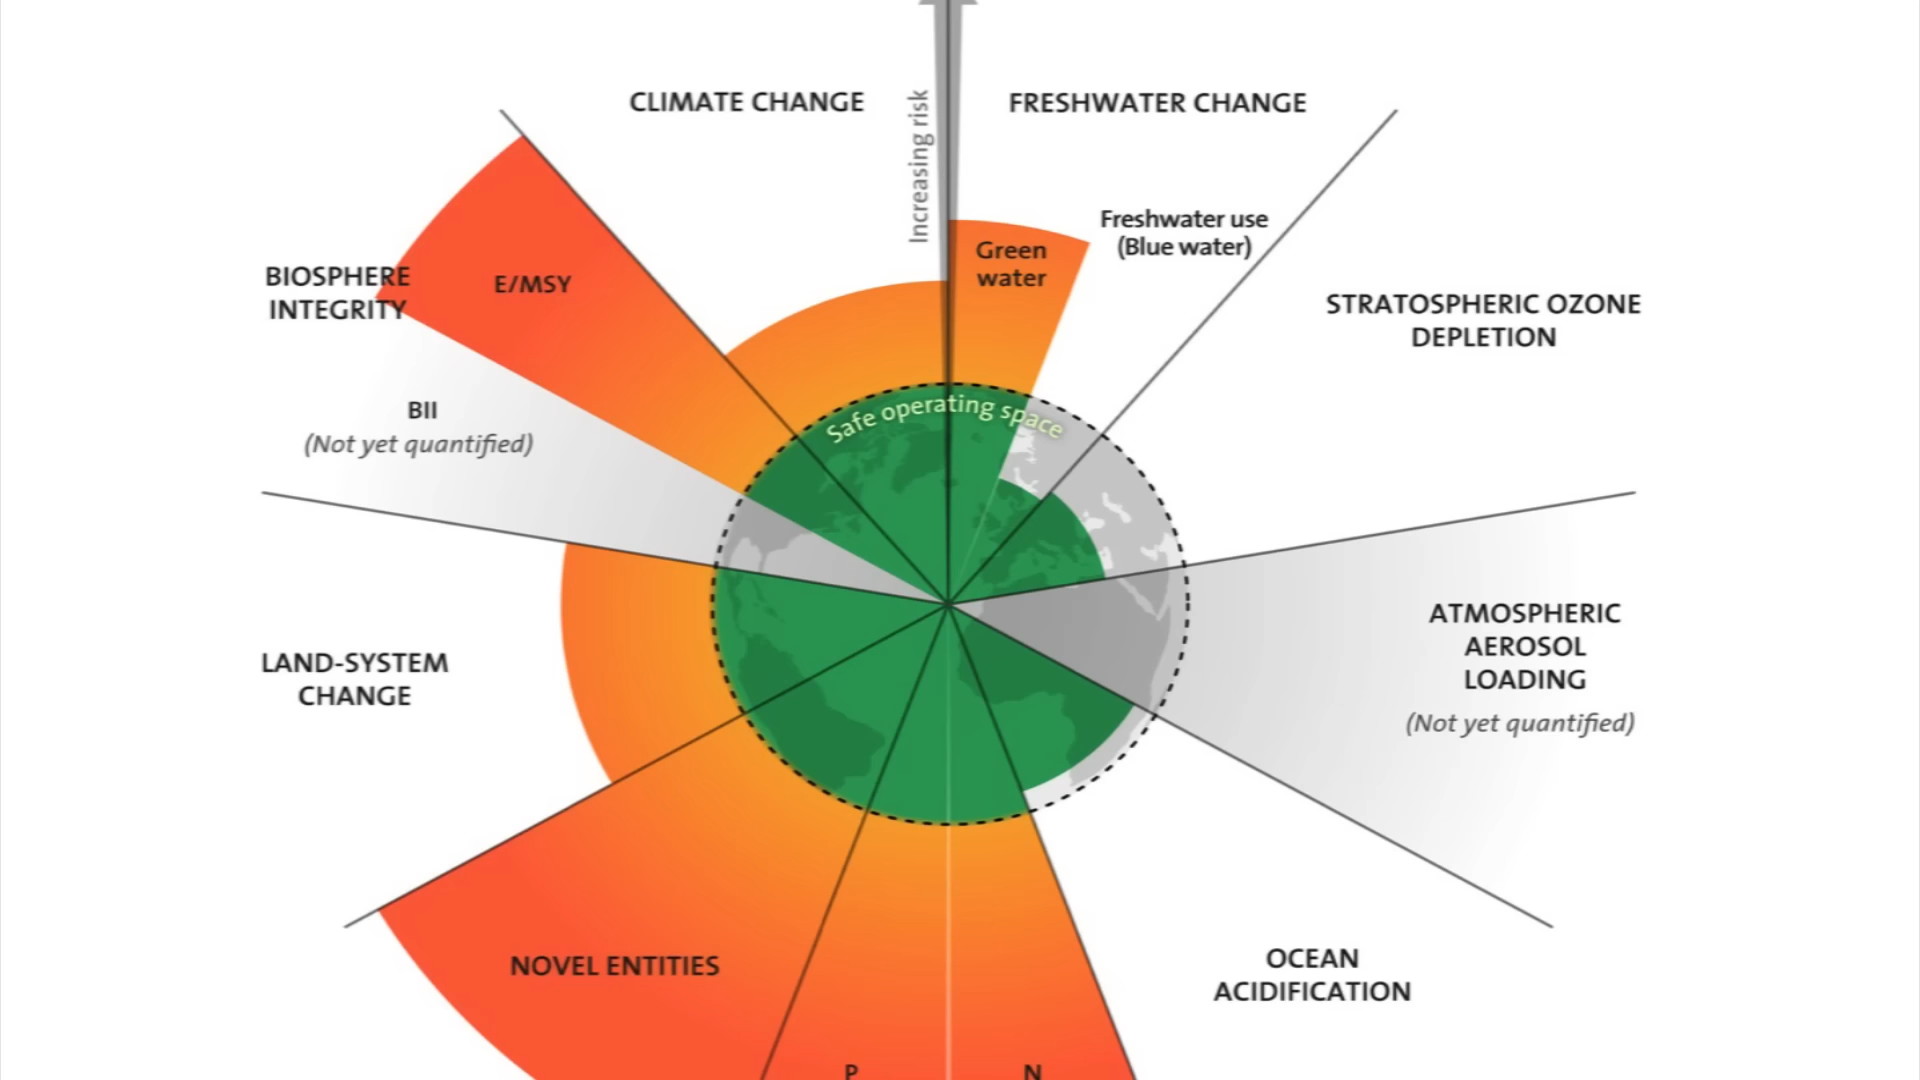 CLIMATE CHANGE
FRESHWATER CHANGE
Increasing risk
Freshwater use
(Blue water)
Green
water
BIOSPHERE
INTEGRITY
E/MSY
STRATOSPHERIC OZONE
DEPLETION
BII
(Not yet quantified)
Safe operating space
ATMOSPHERIC
AEROSOL
LOADING
(Not yet quantified)
LAND-SYSTEM
CHANGE
NOVEL ENTITIES
OCEAN
ACIDIFICATION
P
N